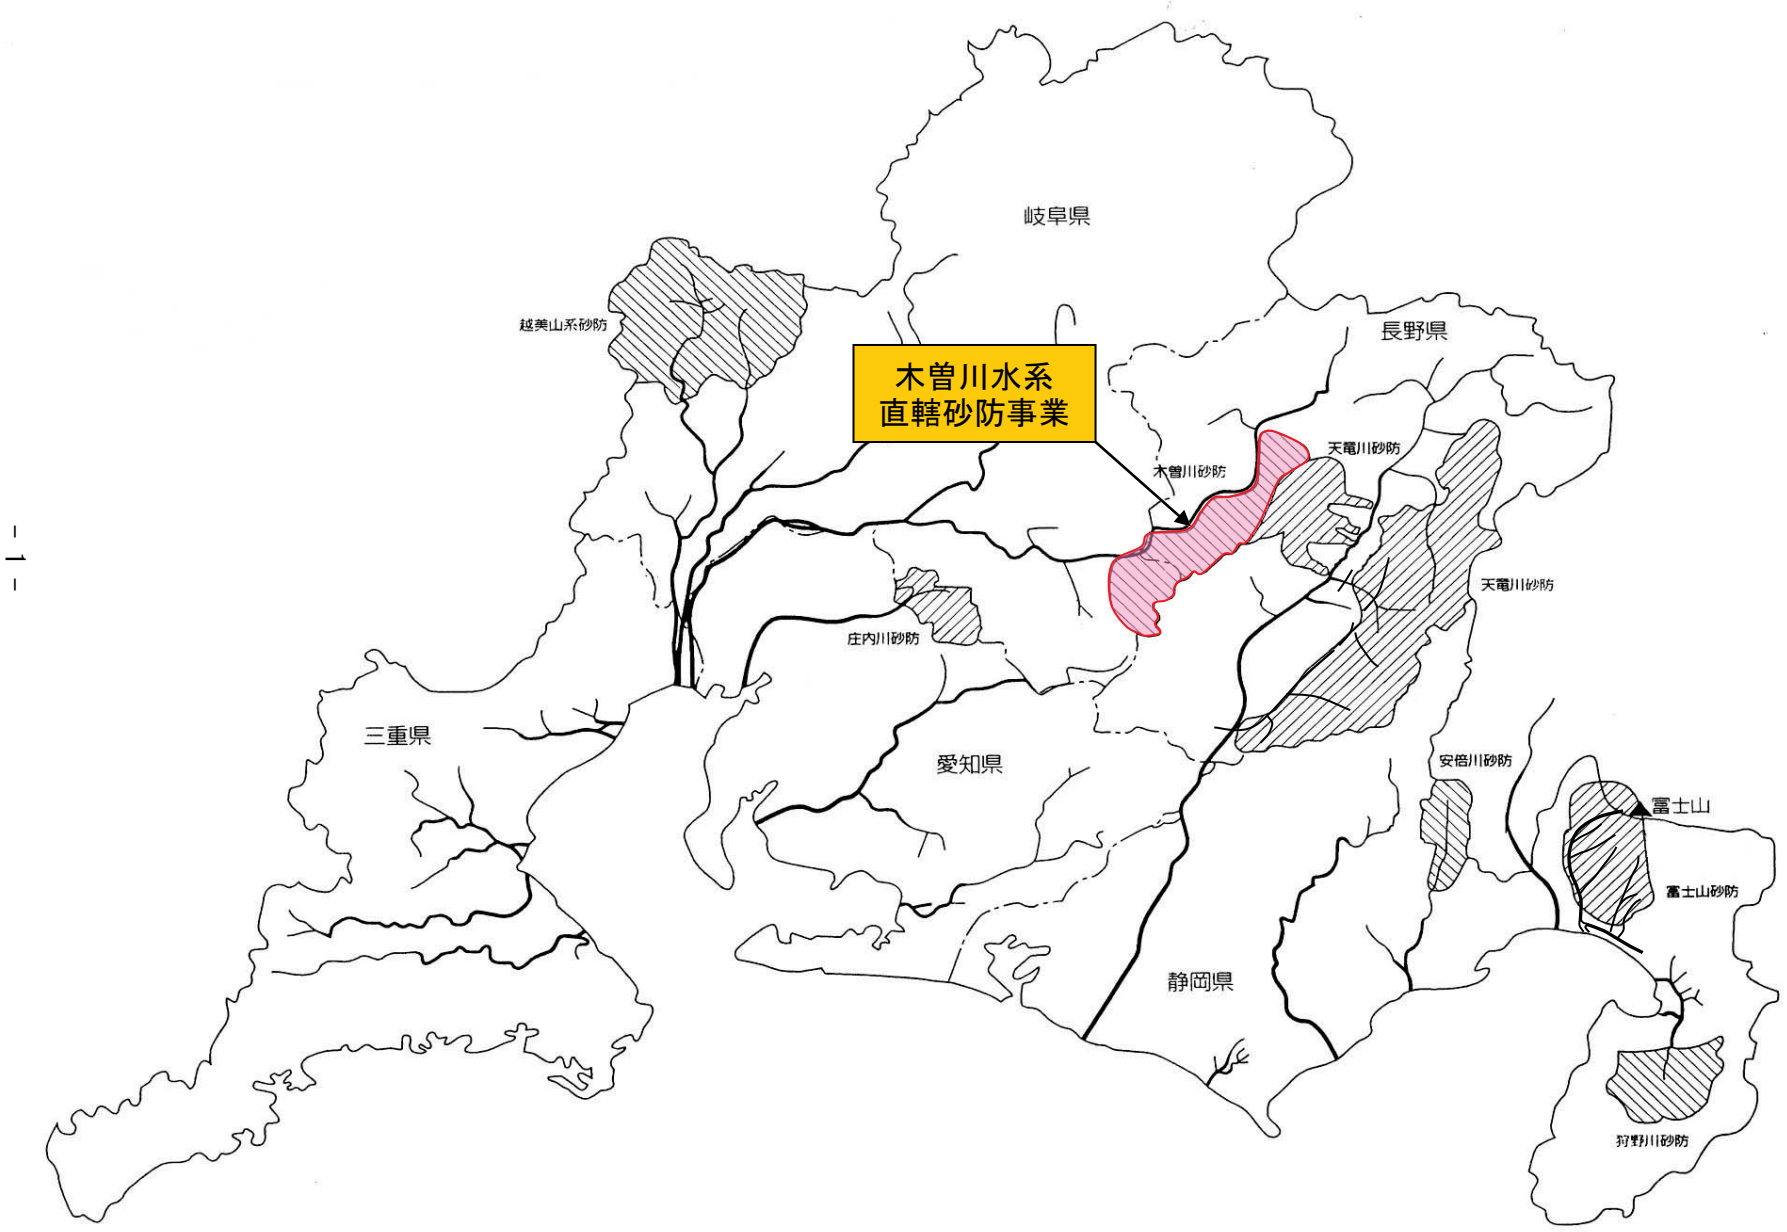 岐阜県
越美山系砂防
長野県
木曽川水系
直轄砂防事業
天竜川砂防
木曽川砂防
- 1 -
天竜川砂防
庄内川砂防
三重県
愛知県
安倍川砂防
富士山
富士山砂防
静岡県
狩野川砂防